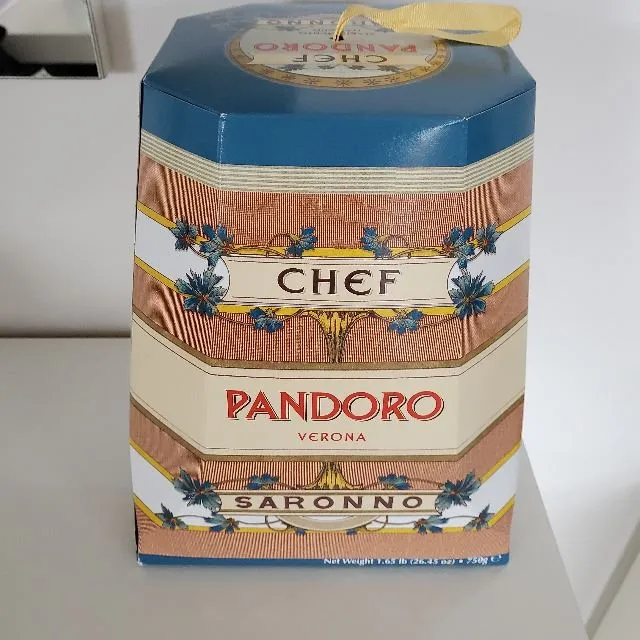 CHEF
PANDORO
CHEF
PANDORO
VERONA
SARONNO
Net Weight 1.65 lb (26.45 oz) • 750g ℮